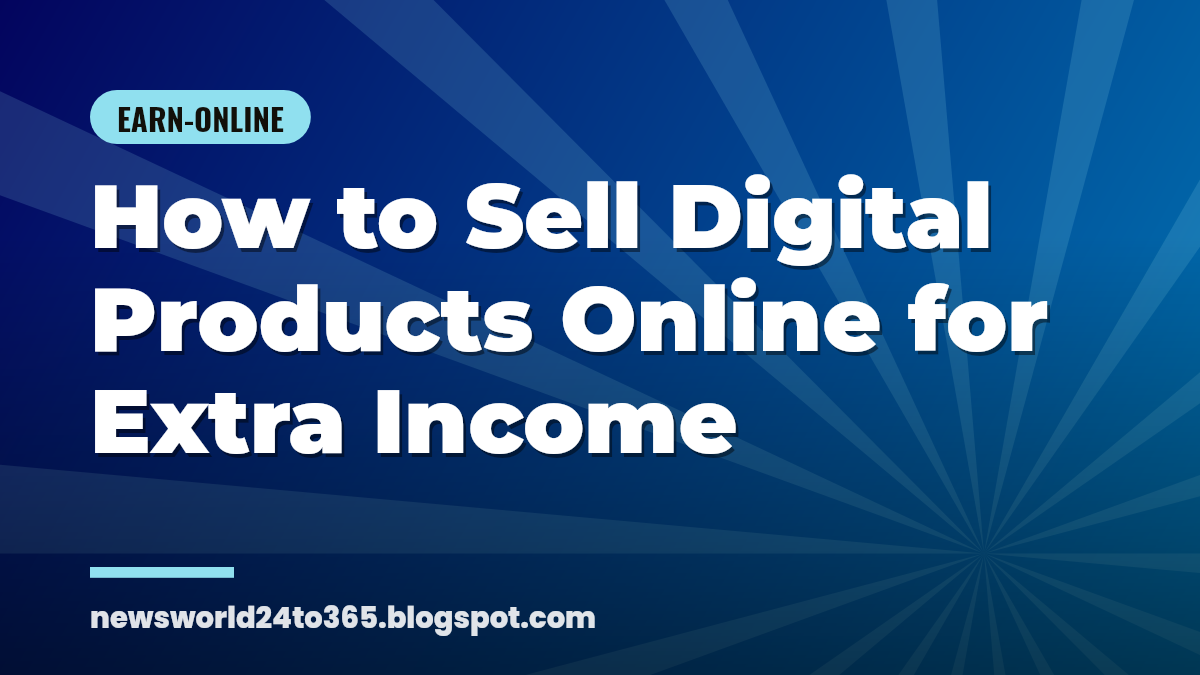 EARN-ONLINE
How to Sell Digital
Products Online for
Extra Income
newsworld24to365.blogspot.com